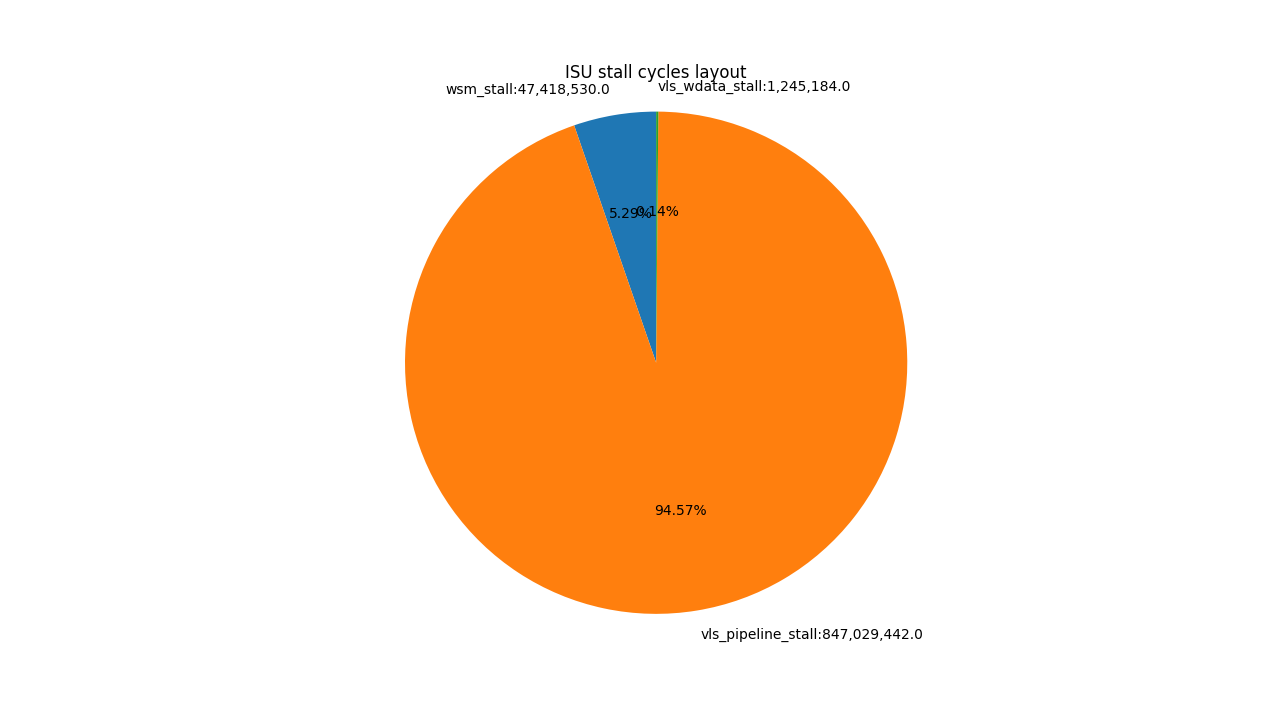 ISU stall cycles layout
wsm_stall:47,418,530.0
vls_wdata_stall:1,245,184.0
5.29%
0.14%
94.57%
vls_pipeline_stall:847,029,442.0